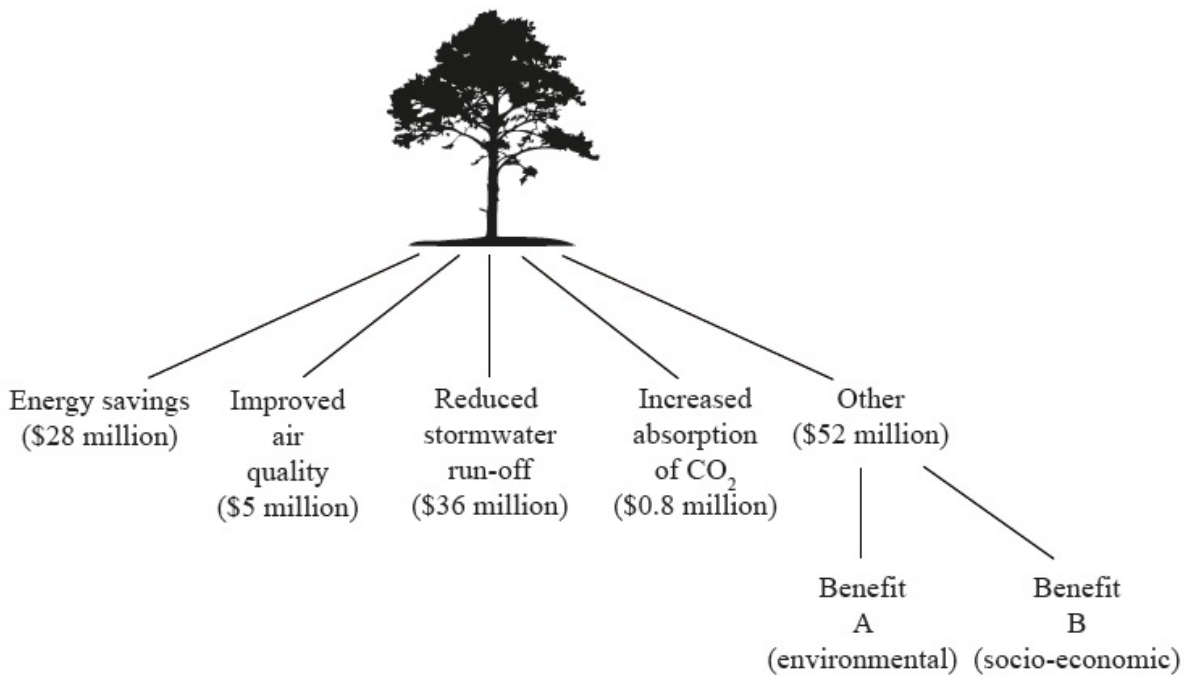 Energy savings
($28 million)
Improved
air
quality
($5 million)
Reduced
stormwater
run-off
($36 million)
Increased
absorption
of CO₂
($0.8 million)
Other
($52 million)
Benefit
A
(environmental)
Benefit
B
(socio-economic)